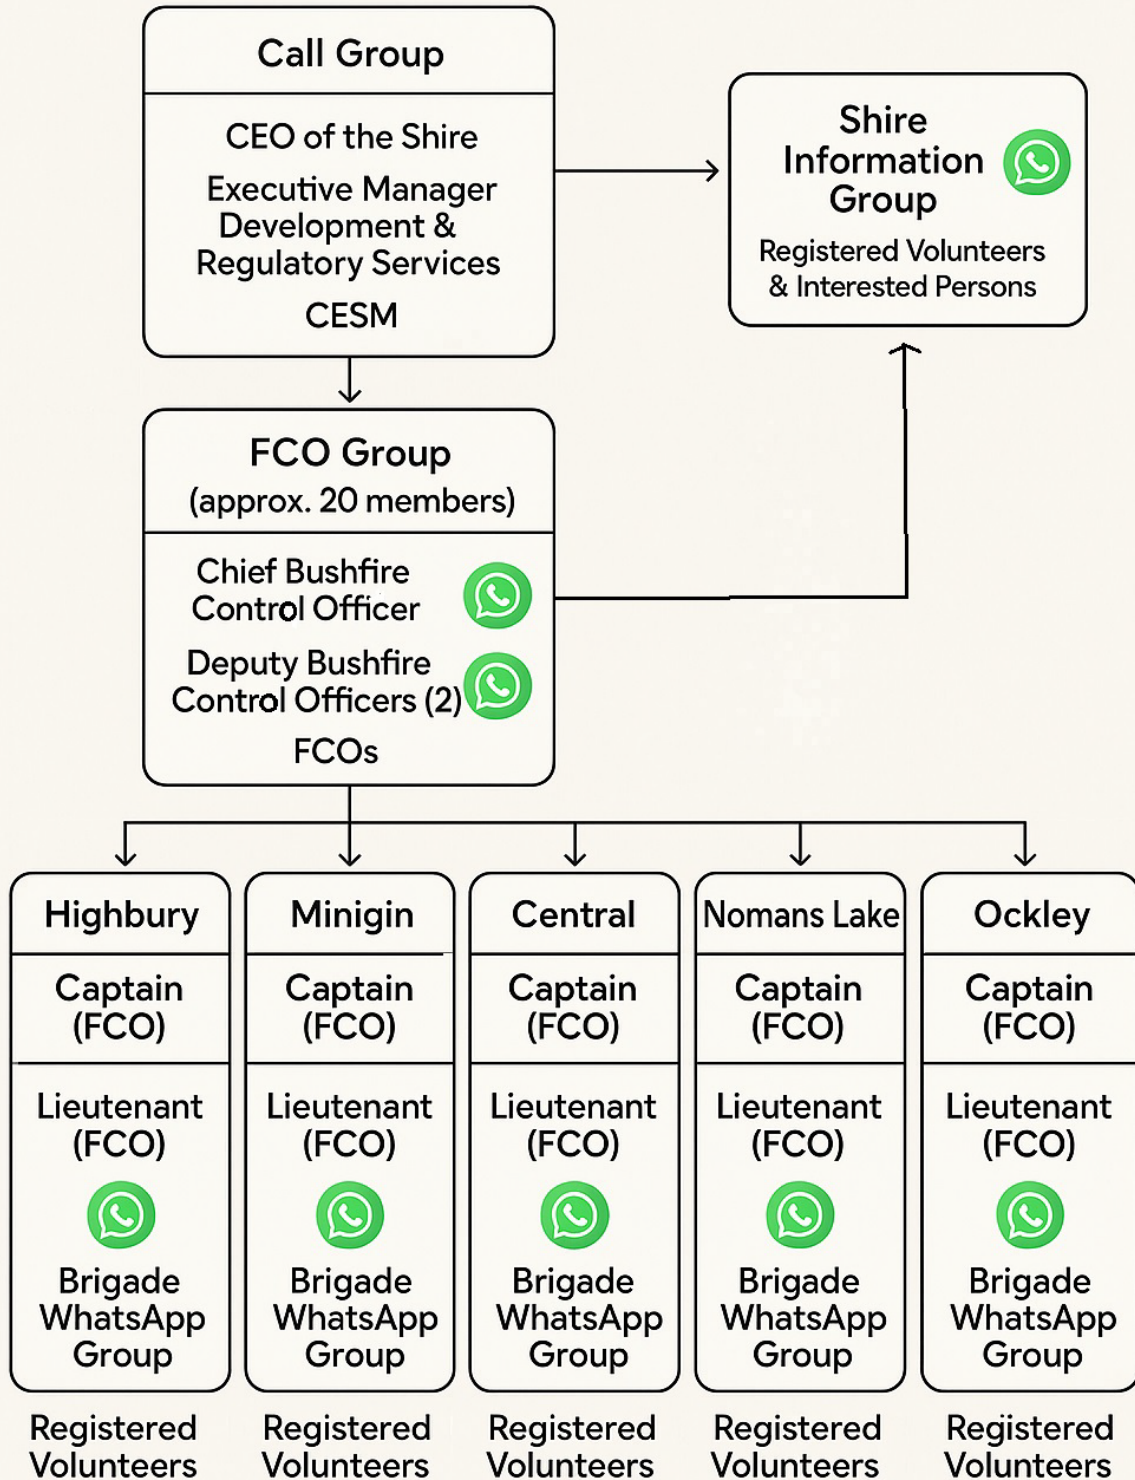 Call Group
CEO of the Shire
Executive Manager
Development &
Regulatory Services
CESM
Shire
Information
Group
Registered Volunteers
& Interested Persons
FCO Group
(approx. 20 members)
Chief Bushfire
Control Officer
Deputy Bushfire
Control Officers (2)
FCOs
Highbury
Captain
(FCO)
Lieutenant
(FCO)
Brigade
WhatsApp
Group
Registered
Volunteers
Minigin
Captain
(FCO)
Lieutenant
(FCO)
Brigade
WhatsApp
Group
Registered
Volunteers
Central
Captain
(FCO)
Lieutenant
(FCO)
Brigade
WhatsApp
Group
Registered
Volunteers
Nomans Lake
Captain
(FCO)
Lieutenant
(FCO)
Brigade
WhatsApp
Group
Registered
Volunteers
Ockley
Captain
(FCO)
Lieutenant
(FCO)
Brigade
WhatsApp
Group
Registered
Volunteers